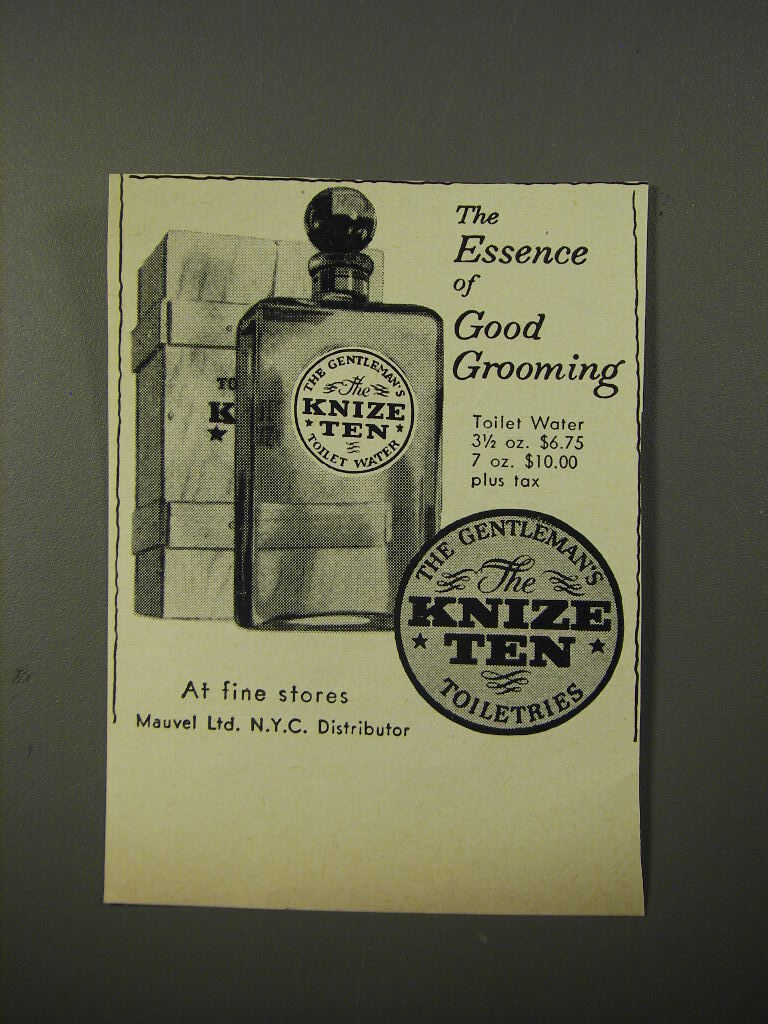 The
Essence
of
Good
Grooming
Toilet Water
3½ oz. $6.75
7 oz. $10.00
plus tax
TO
K
THE GENTLEMAN'S
The
KNIZE
TEN
TOILET WATER
THE GENTLEMAN'S
The
KNIZE
TEN
TOILETRIES
At fine stores
Mauvel Ltd. N.Y.C. Distributor